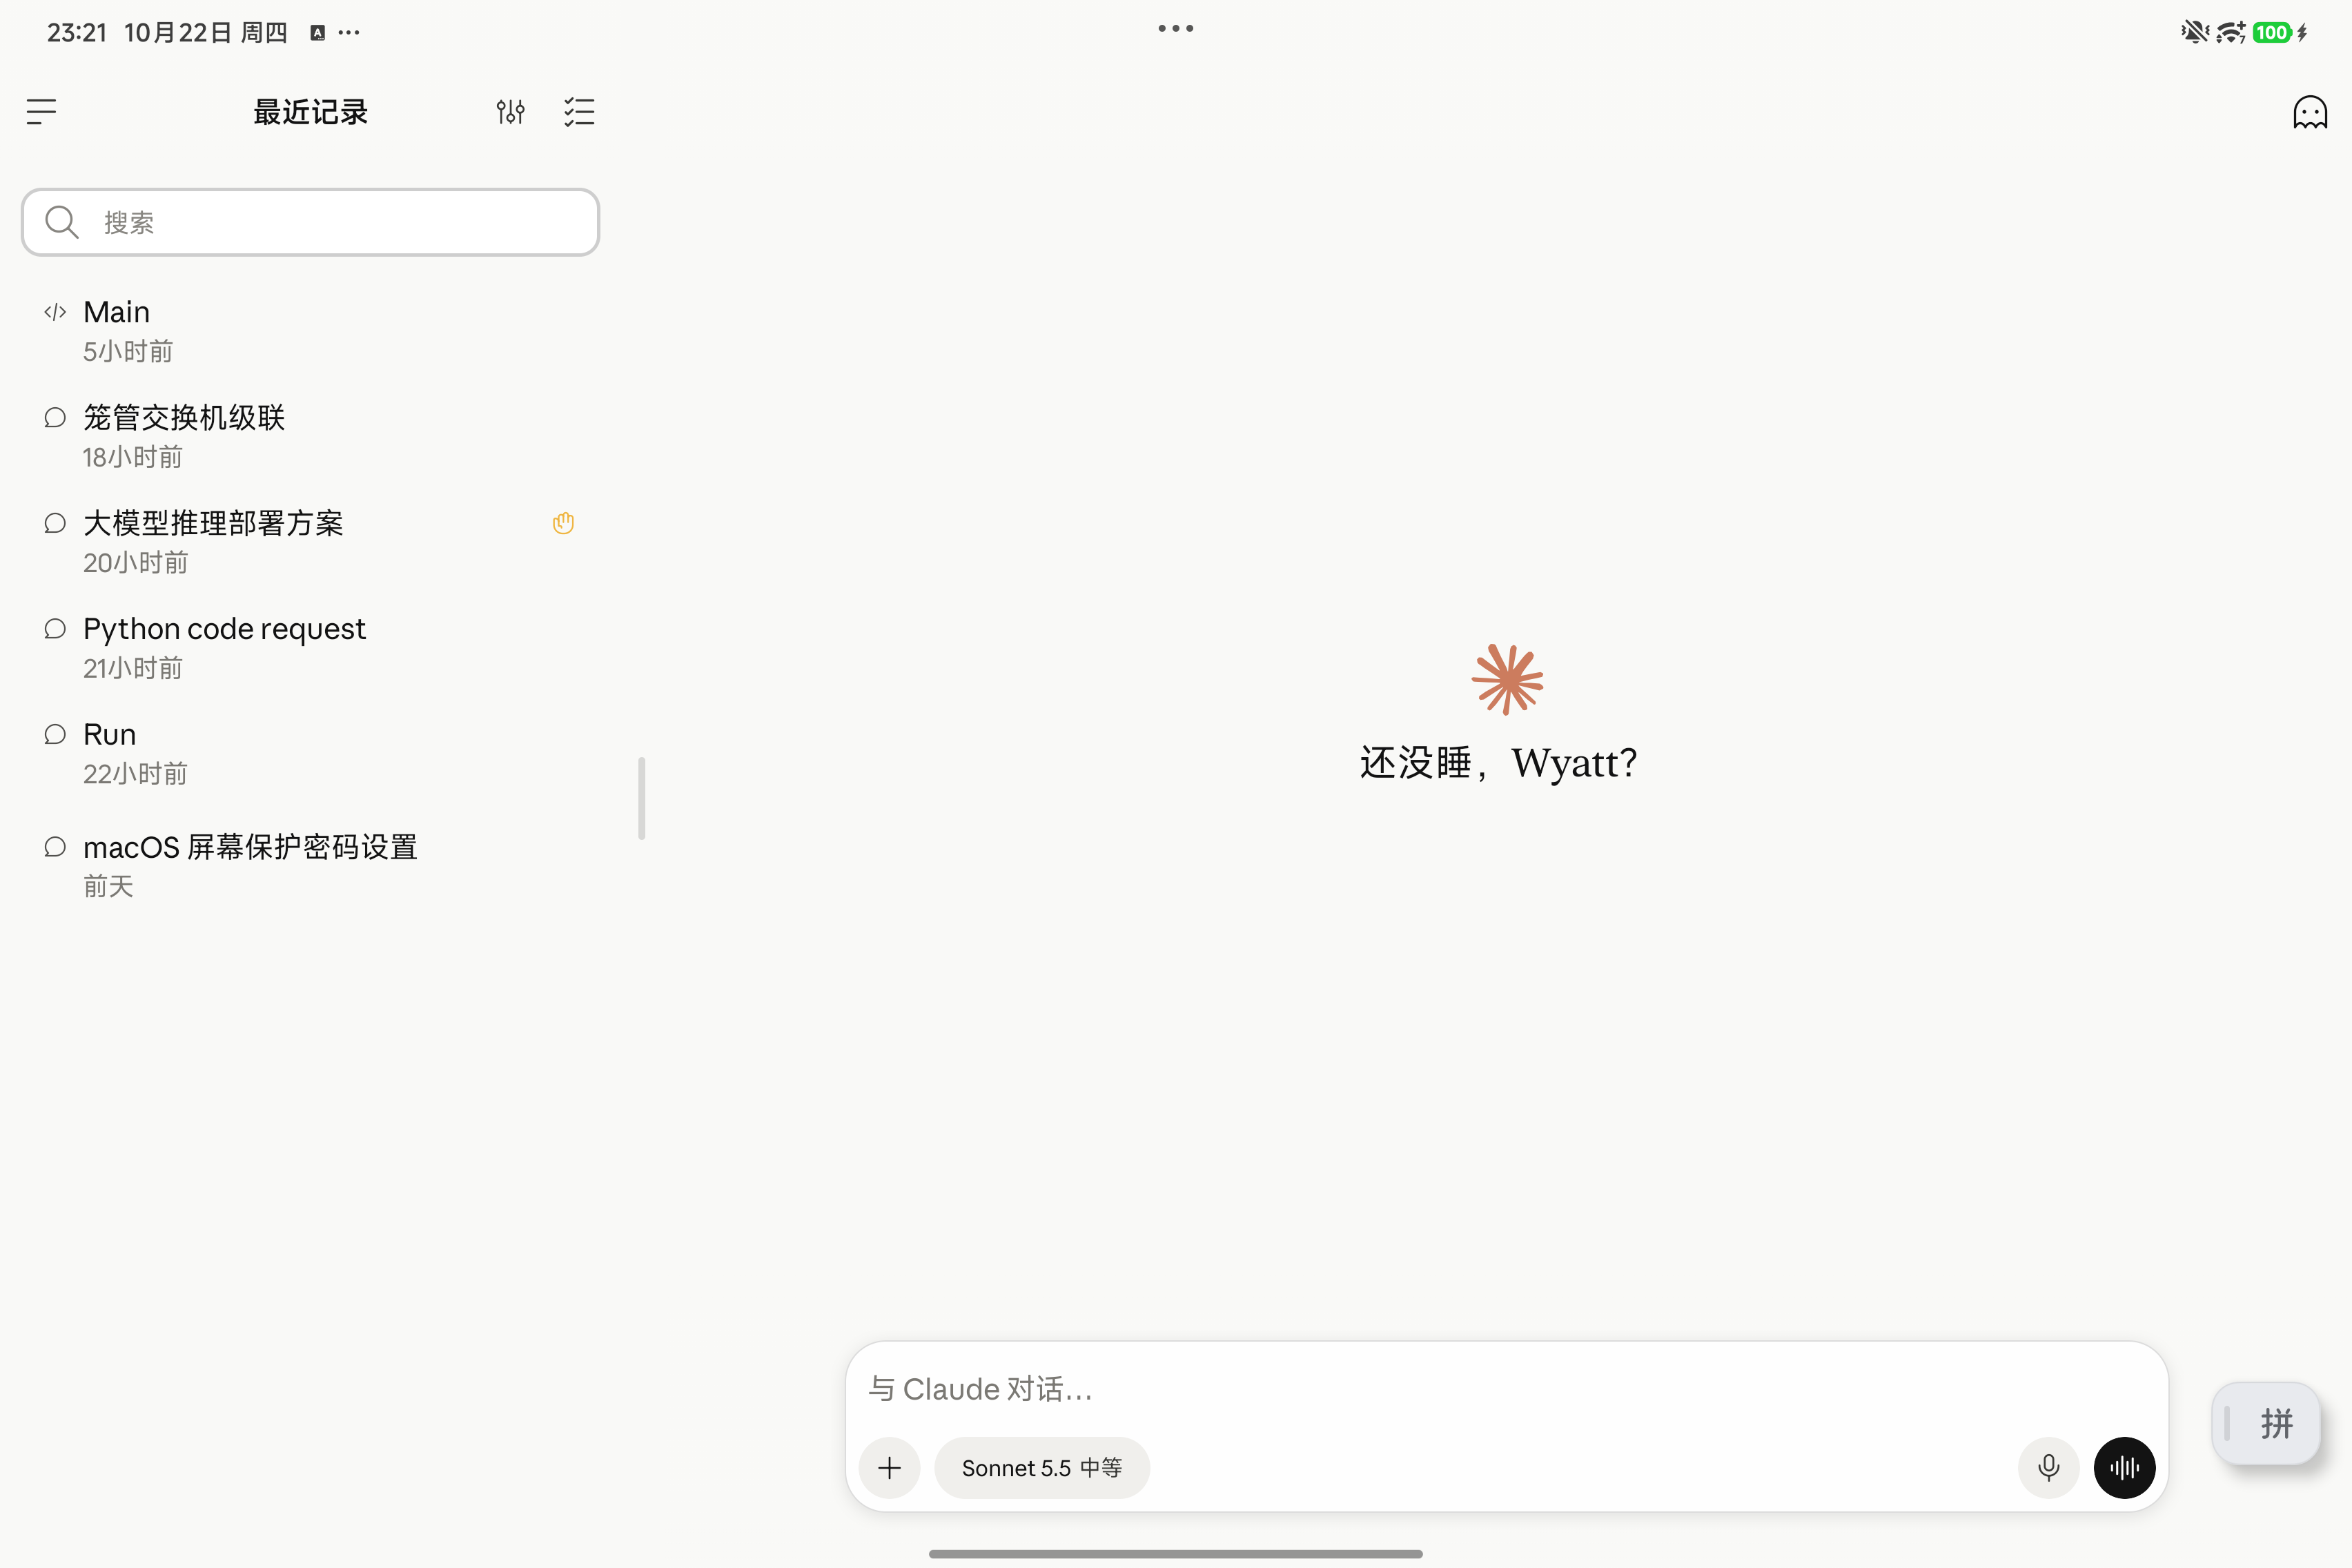 23:21 10月22日 周四 A
7 100
最近记录
搜索
Main
5小时前
笼管交换机级联
18小时前
大模型推理部署方案
20小时前
Python code request
21小时前
Run
22小时前
macOS 屏幕保护密码设置
前天
还没睡，Wyatt?
与 Claude 对话...
Sonnet 5.5 中等
拼